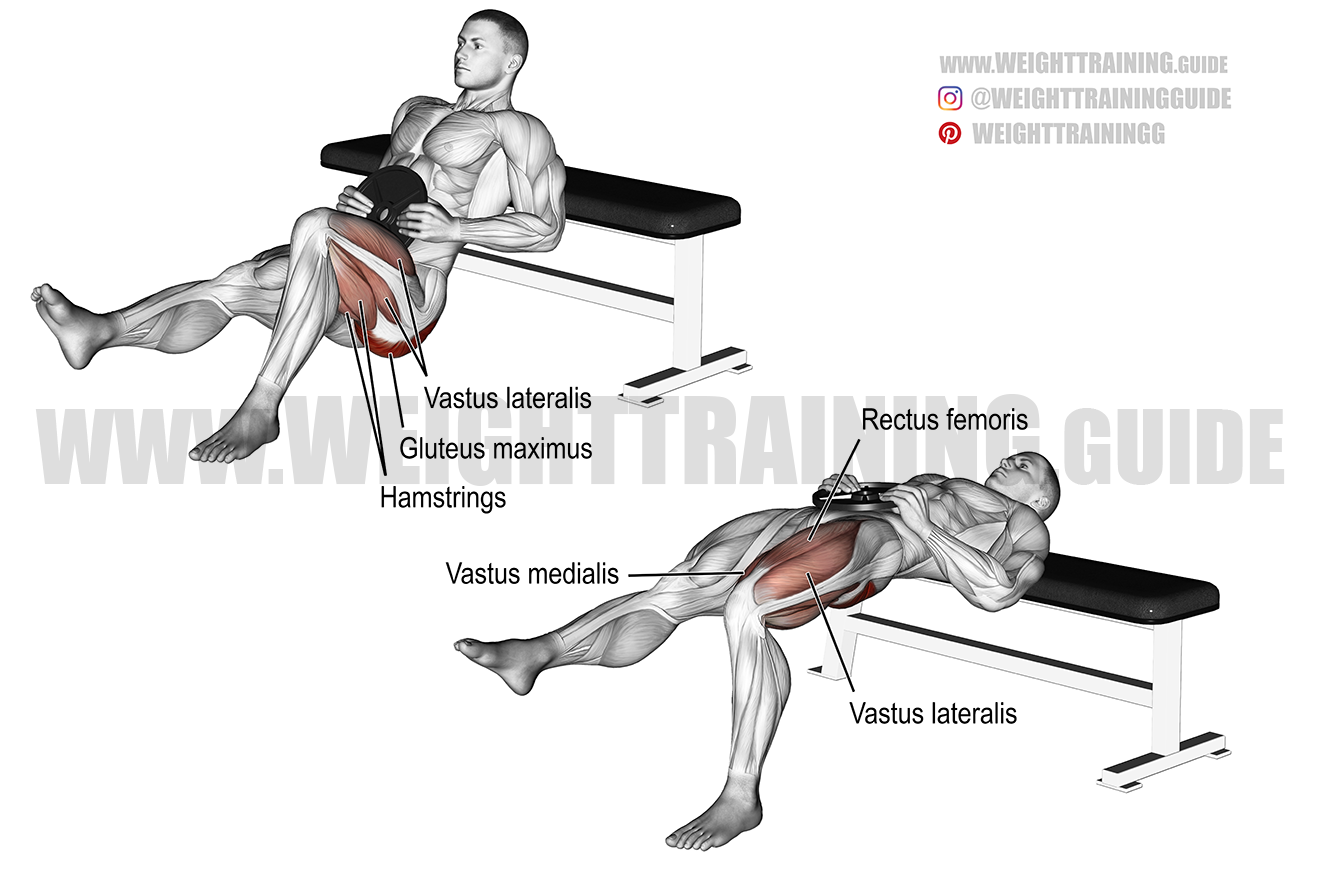 WWW.WEIGHTTRAINING.GUIDE
@WEIGHTTRAININGGUIDE
WEIGHTTRAININGG
Vastus lateralis
Gluteus maximus
Hamstrings
WWW.WEIGHTTRAINING.GUIDE
Rectus femoris
Vastus medialis
Vastus lateralis